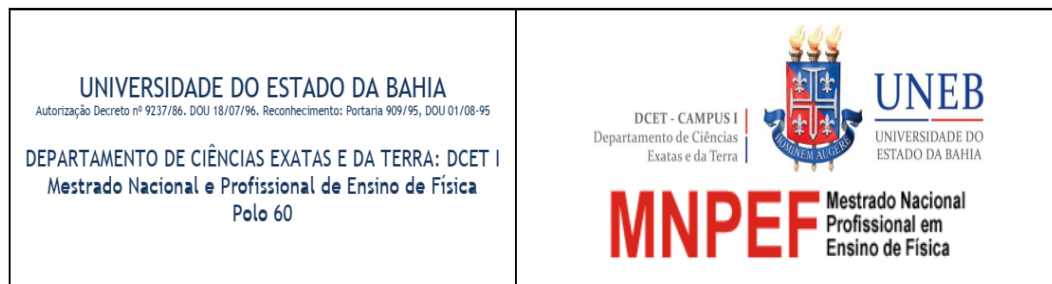 UNIVERSIDADE DO ESTADO DA BAHIA
Autorização Decreto nº 9237/86. DOU 18/07/96. Reconhecimento: Portaria 909/95, DOU 01/08-95
DEPARTAMENTO DE CIÊNCIAS EXATAS E DA TERRA: DCET I
Mestrado Nacional e Profissional de Ensino de Física
Polo 60
DCET - CAMPUS I
Departamento de Ciências
Exatas e da Terra
HOMINEM AUGERE
UNEB
UNIVERSIDADE DO
ESTADO DA BAHIA
MNPEF
Mestrado Nacional
Profissional em
Ensino de Física